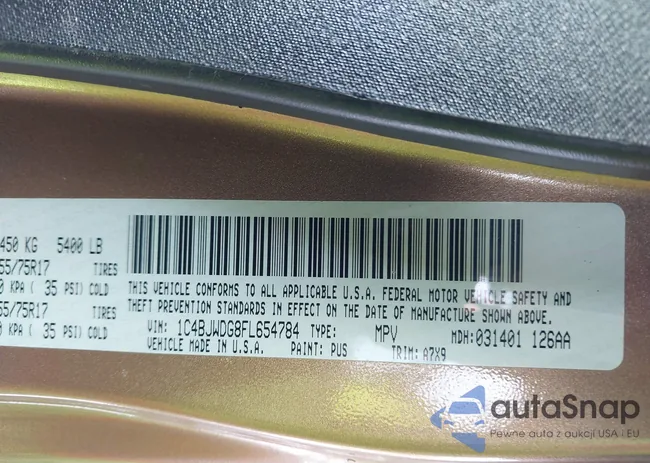 450 KG 5400 LB
55/75R17 TIRES
0 KPA ( 35 PSI) COLD
55/75R17 TIRES
KPA ( 35 PSI) COLD
THIS VEHICLE CONFORMS TO ALL APPLICABLE U.S.A. FEDERAL MOTOR VEHICLE SAFETY AND
THEFT PREVENTION STANDARDS IN EFFECT ON THE DATE OF MANUFACTURE SHOWN ABOVE.
VIN: 1C4BJWDG8FL654784 TYPE: MPV MDH: 031401 126AA
VEHICLE MADE IN U.S.A. PAINT: PUS TRIM: A7X9
autaSnap
Pewne auta z aukcji USA i EU